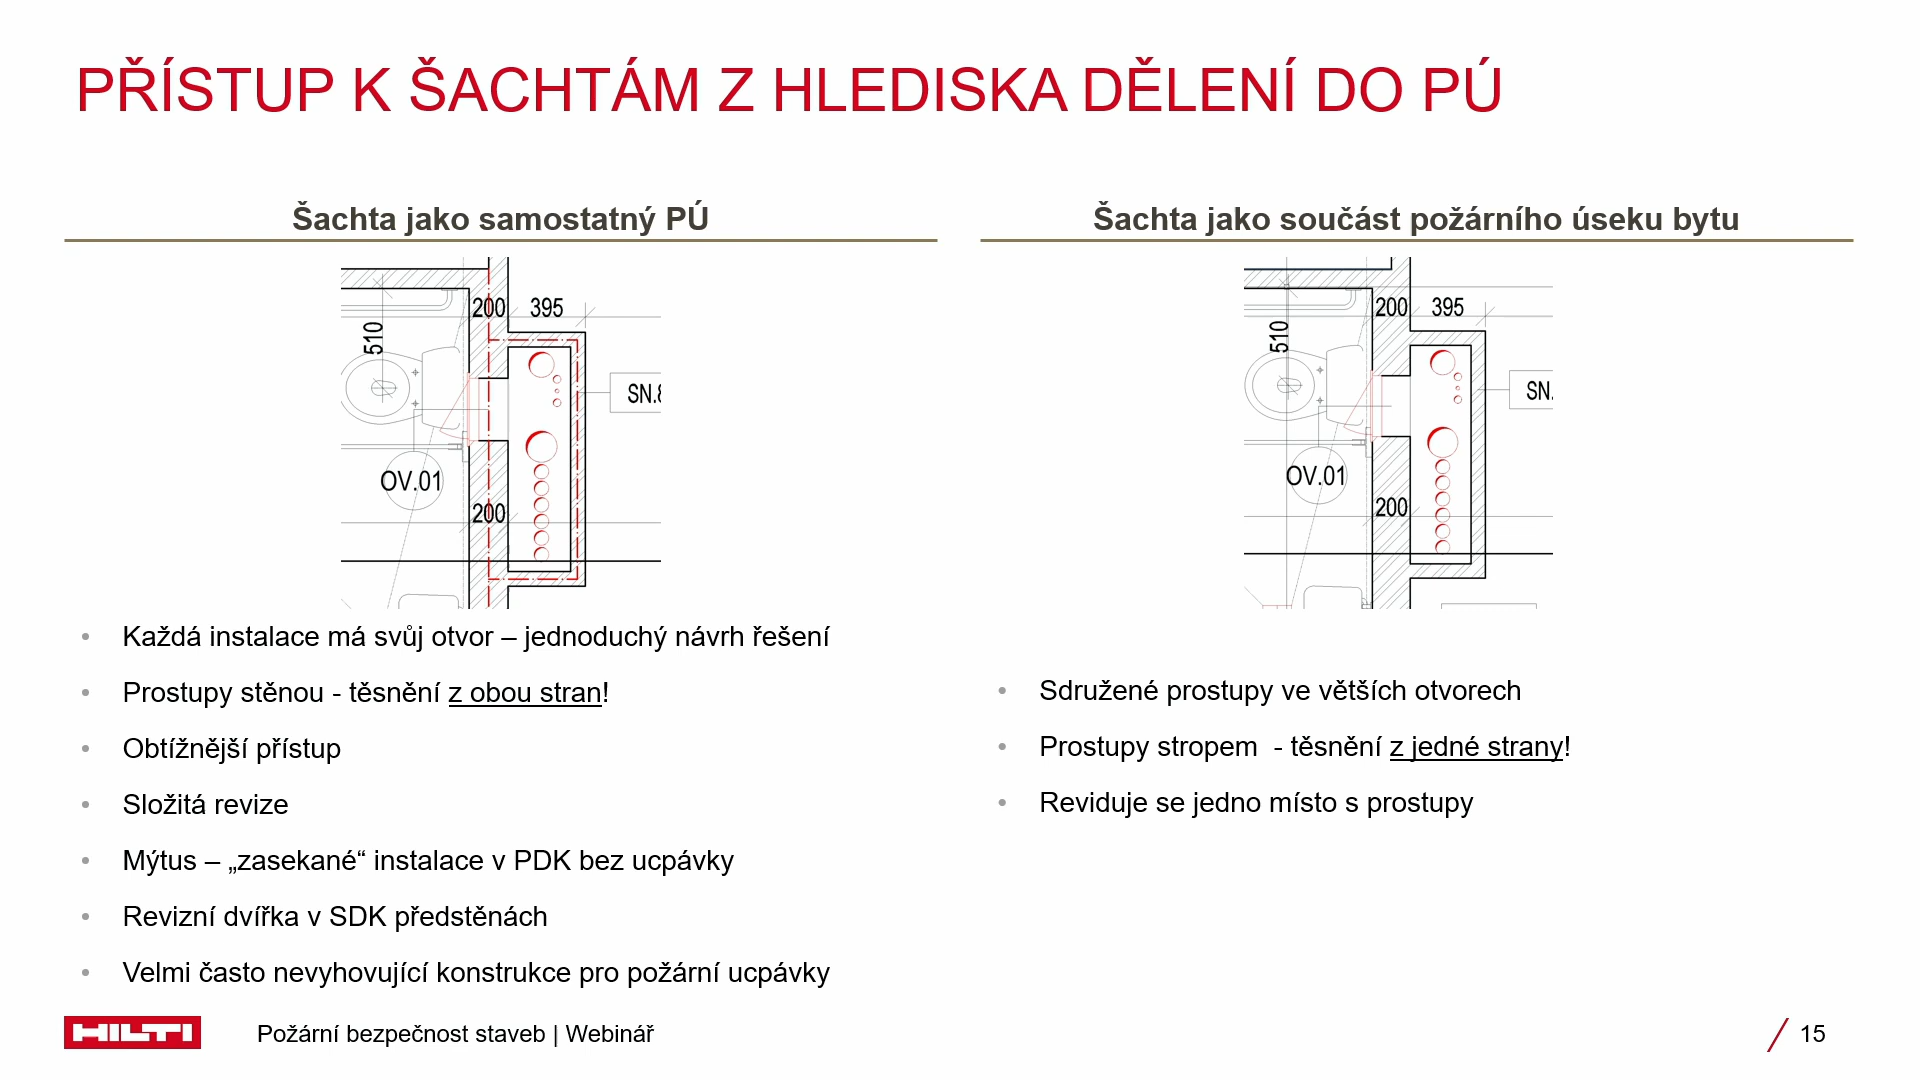 PŘÍSTUP K ŠACHTÁM Z HLEDISKA DĚLENÍ DO PÚ
Šachta jako samostatný PÚ
200
395
510
SN.8
OV.01
200
• Každá instalace má svůj otvor – jednoduchý návrh řešení
• Prostupy stěnou - těsnění z obou stran!
• Obtížnější přístup
• Složitá revize
• Mýtus – „zasekané“ instalace v PDK bez ucpávky
• Revizní dvířka v SDK předstěnách
• Velmi často nevyhovující konstrukce pro požární ucpávky
Šachta jako součást požárního úseku bytu
200
395
510
SN.
OV.01
200
• Sdružené prostupy ve větších otvorech
• Prostupy stropem  - těsnění z jedné strany!
• Reviduje se jedno místo s prostupy
HILTI
Požární bezpečnost staveb | Webinář
15